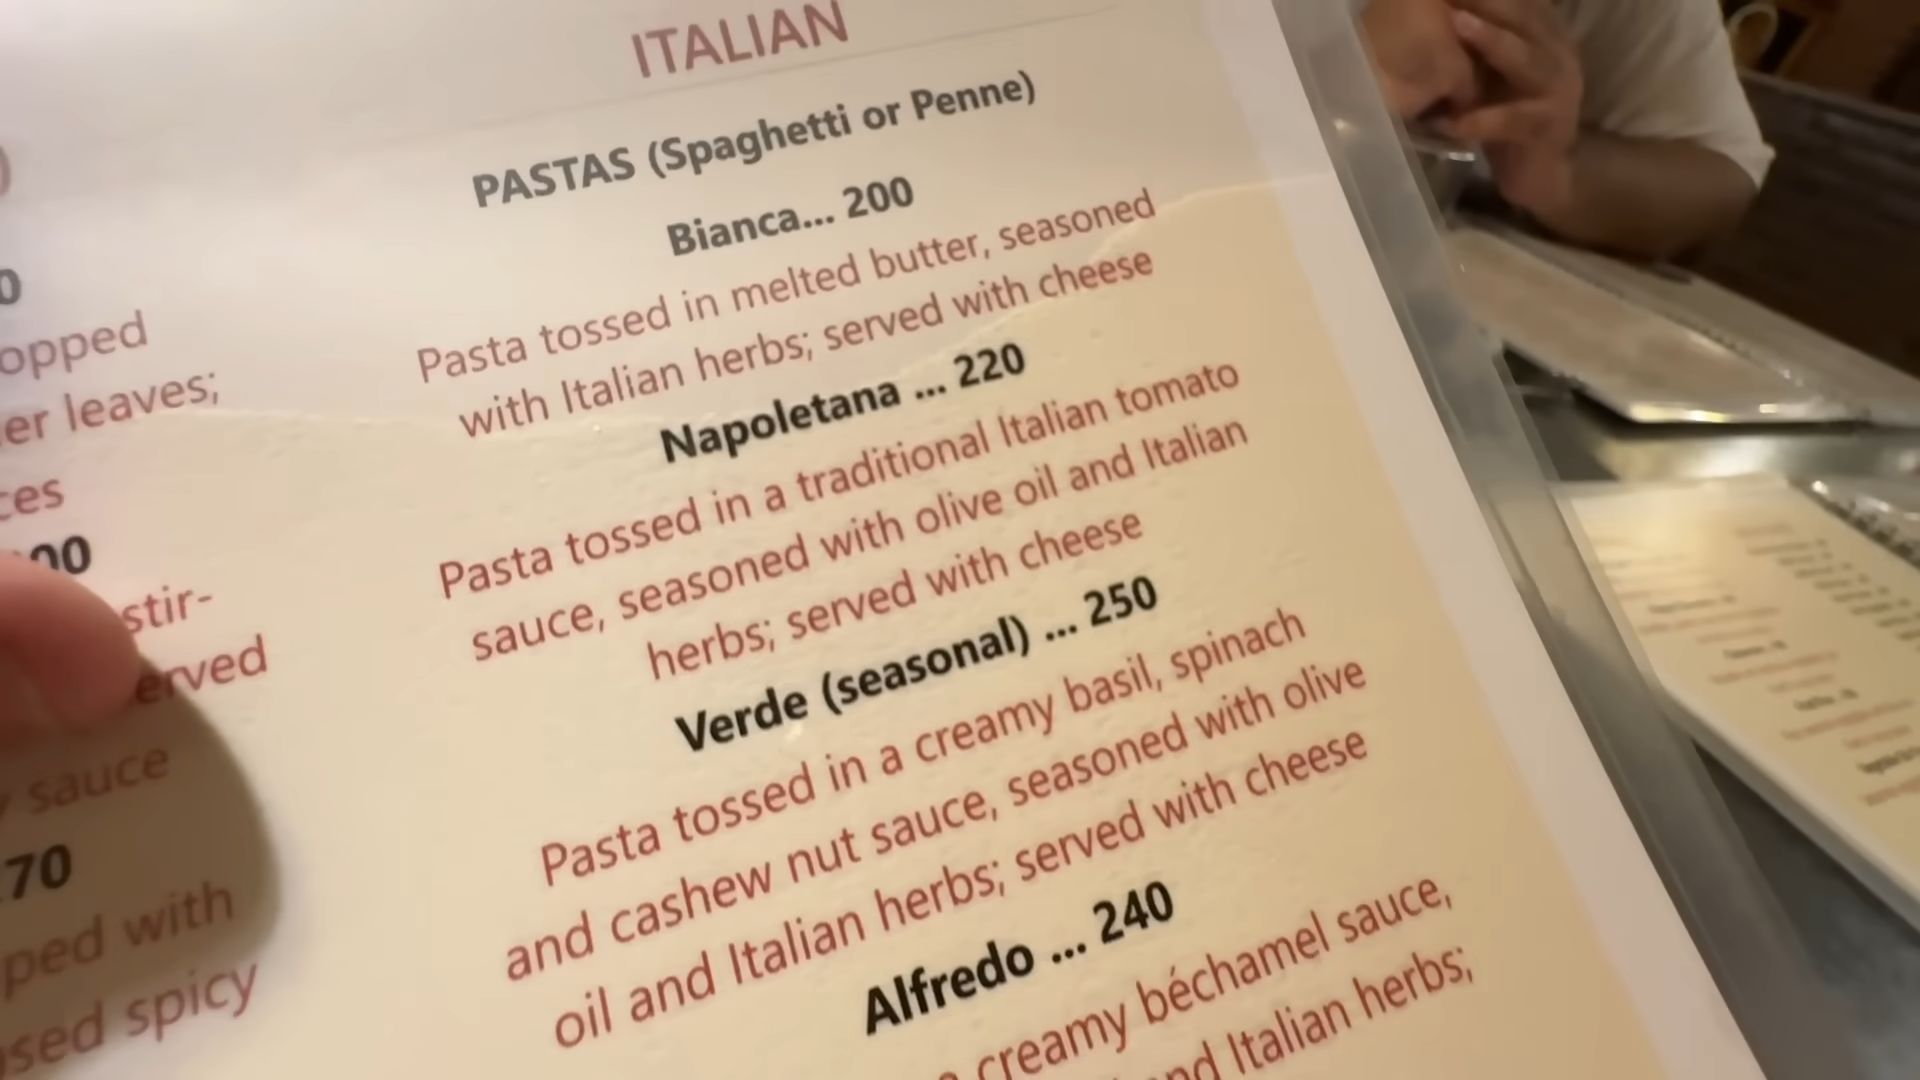 ITALIAN
PASTAS (Spaghetti or Penne)
Bianca... 200
Pasta tossed in melted butter, seasoned
with Italian herbs; served with cheese
Napoletana ... 220
Pasta tossed in a traditional Italian tomato
sauce, seasoned with olive oil and Italian
herbs; served with cheese
Verde (seasonal) ... 250
Pasta tossed in a creamy basil, spinach
and cashew nut sauce, seasoned with olive
oil and Italian herbs; served with cheese
Alfredo ... 240
creamy béchamel sauce,
Italian herbs;
)
0
opped
er leaves;
ces
00
stir-
erved
sauce
70
ped with
sed spicy